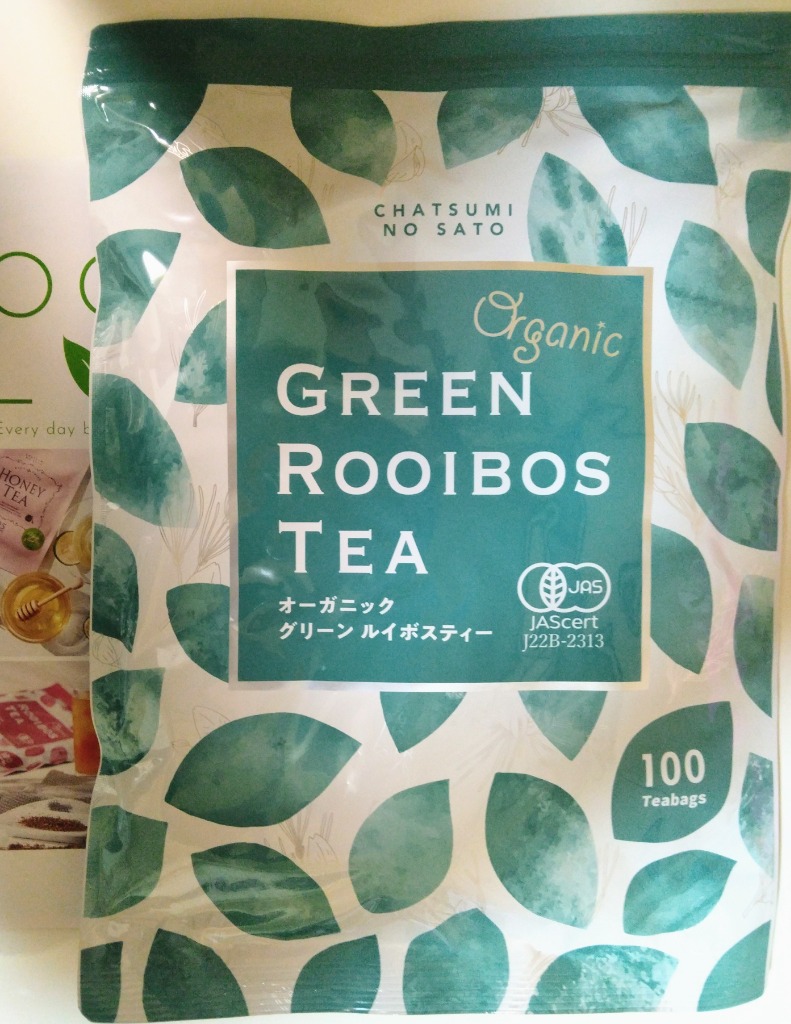 CHATSUMI
NO SATO
Organic
GREEN
ROOIBOS
TEA
オーガニック
グリーン ルイボスティー
JAS
JAScert
J22B-2313
100
Teabags
Every day
HONEY
TEA
ROOIBOS